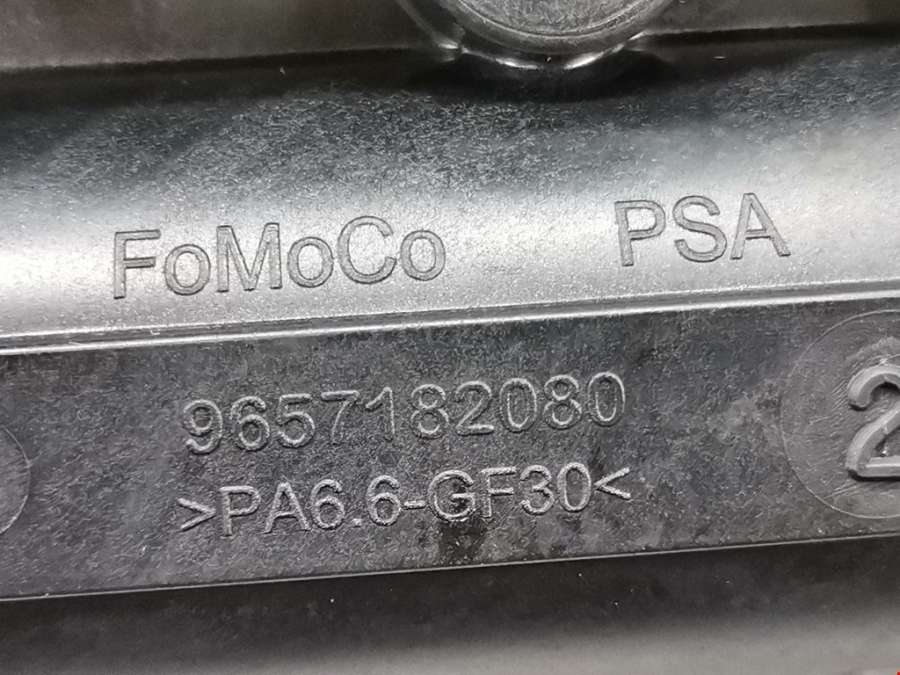 FoMoCo PSA
9657182080
2
>PA6.6-GF30<